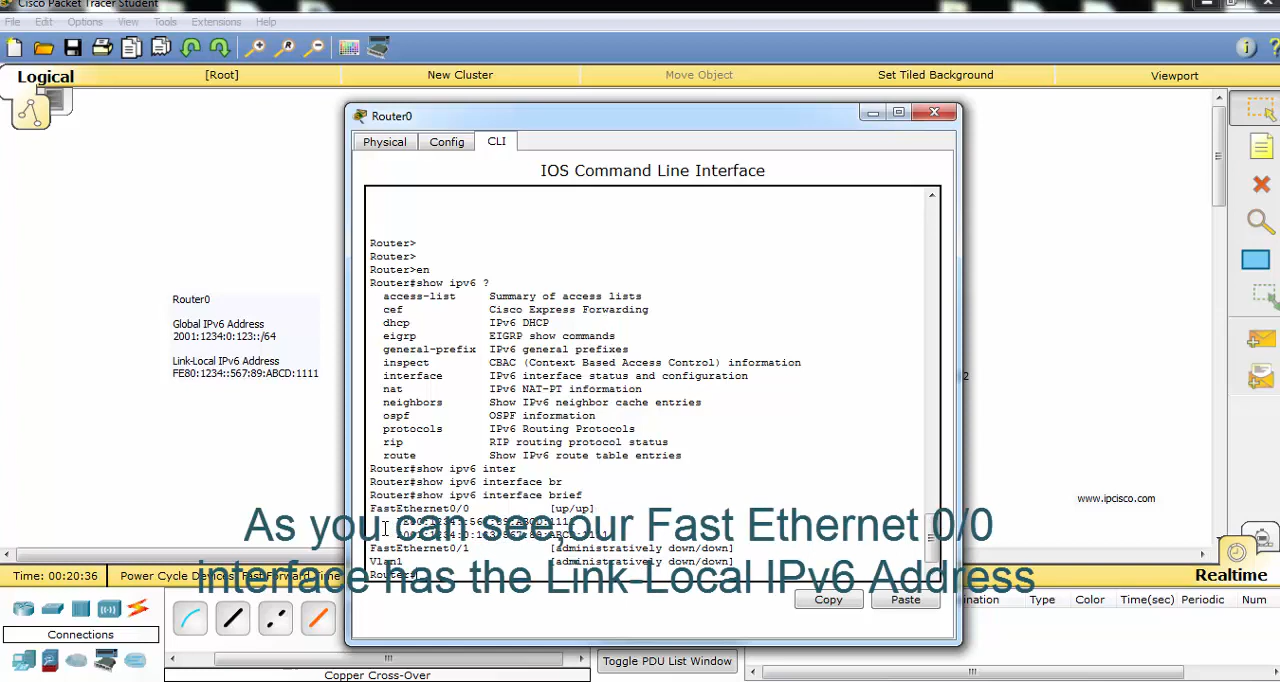 Cisco Packet Tracer Student
File Edit Options View Tools Extensions Help
Logical [Root] New Cluster Move Object Set Tiled Background Viewport
Router0
Physical Config CLI
IOS Command Line Interface
Router>
Router>
Router>en
Router#show ipv6 ?
access-list Summary of access lists
cef Cisco Express Forwarding
dhcp IPv6 DHCP
eigrp EIGRP show commands
general-prefix IPv6 general prefixes
inspect CBAC (Context Based Access Control) information
interface IPv6 interface status and configuration
nat IPv6 NAT-PT information
neighbors Show IPv6 neighbor cache entries
ospf OSPF information
protocols IPv6 Routing Protocols
rip RIP routing protocol status
route Show IPv6 route table entries
Router#show ipv6 inter
Router#show ipv6 interface br
Router#show ipv6 interface brief
FastEthernet0/0 [up/up]
FastEthernet0/1 [administratively down/down]
Vlan1 [administratively down/down]
Router#
Router0
Global IPv6 Address
2001:1234:0:123::/64
Link-Local IPv6 Address
FE80:1234::567:89:ABCD:1111
2
www.ipcisco.com
As you can see,our Fast Ethernet 0/0
interface has the Link-Local IPv6 Address
Copy Paste
Time: 00:20:36 Power Cycle Devices Fast Forward Time
Realtime
ination Type Color Time(sec) Periodic Num
Connections
Toggle PDU List Window
Copper Cross-Over